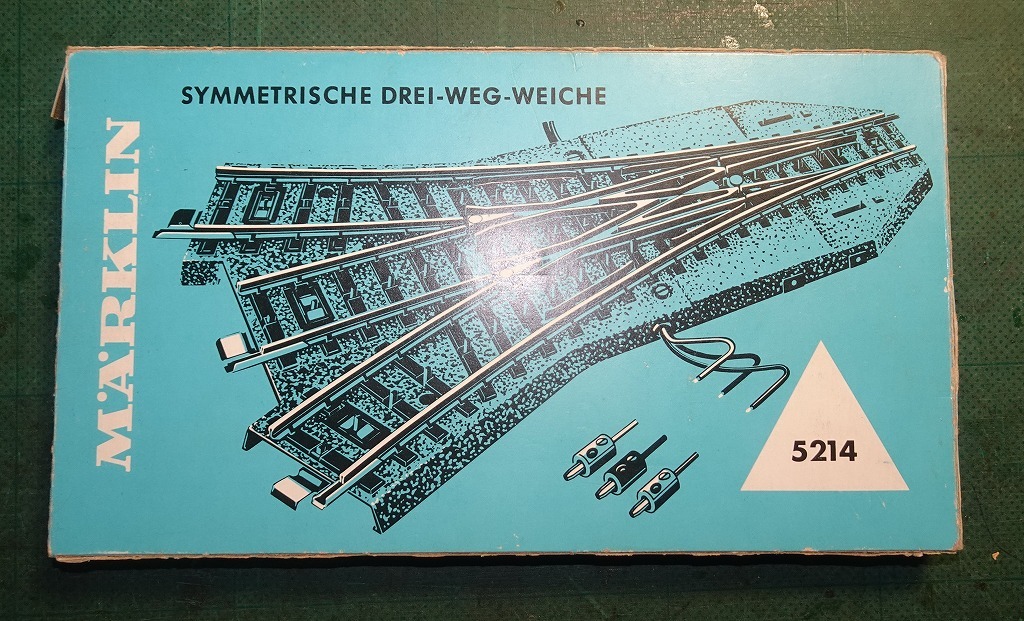 SYMMETRISCHE DREI-WEG-WEICHE
MÄRKLIN
5214